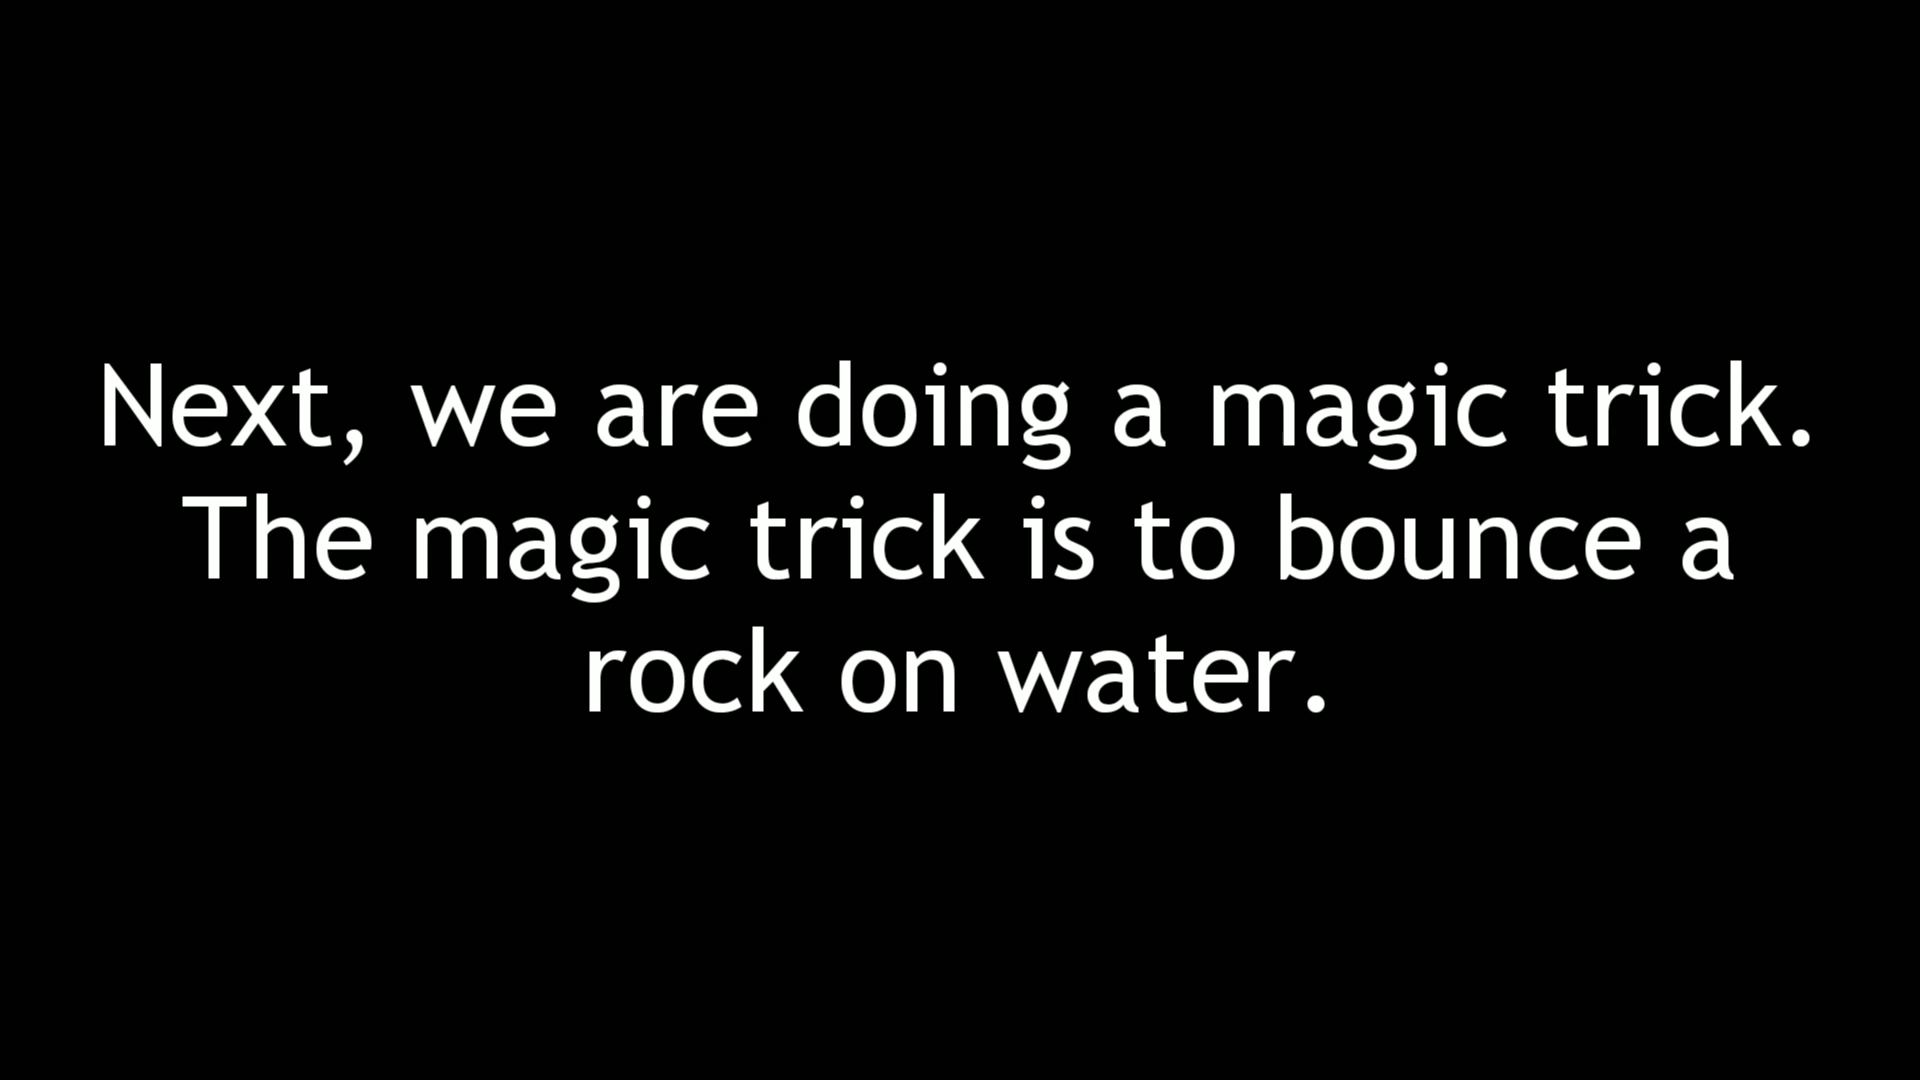 Next, we are doing a magic trick.
The magic trick is to bounce a
rock on water.